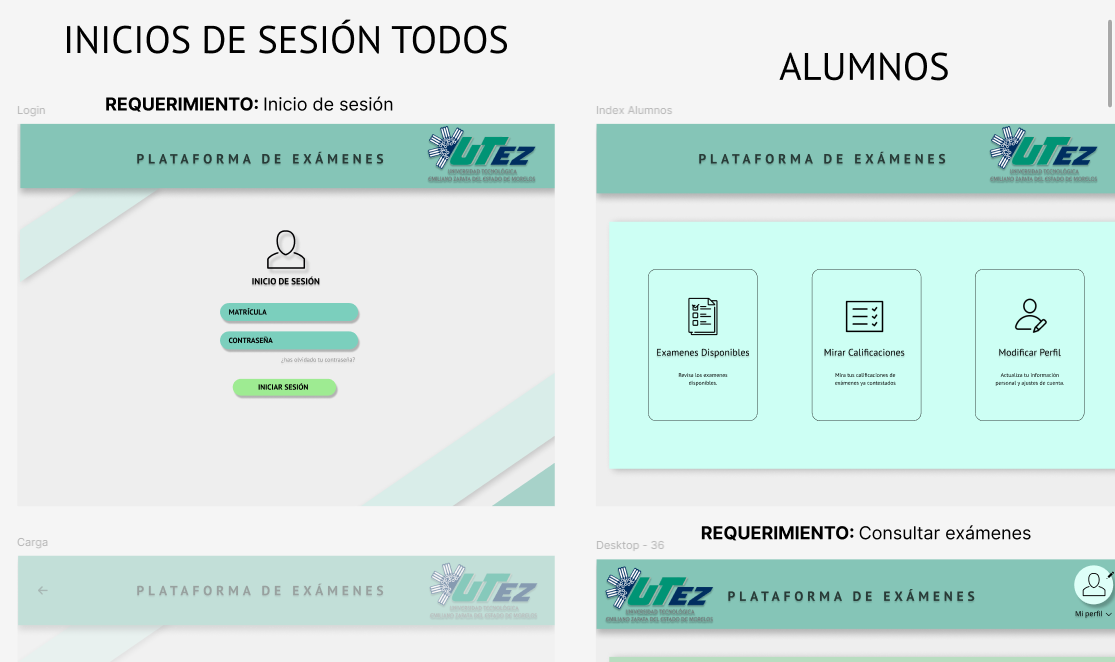 INICIOS DE SESIÓN TODOS
REQUERIMIENTO: Inicio de sesión
Login
PLATAFORMA DE EXÁMENES
UTEZ
UNIVERSIDAD TECNOLÓGICA
EMILIANO ZAPATA DEL ESTADO DE MORELOS
INICIO DE SESIÓN
MATRÍCULA
CONTRASEÑA
¿has olvidado tu contraseña?
INICIAR SESIÓN
Carga
←
PLATAFORMA DE EXÁMENES
UTEZ
UNIVERSIDAD TECNOLÓGICA
EMILIANO ZAPATA DEL ESTADO DE MORELOS
ALUMNOS
Index Alumnos
PLATAFORMA DE EXÁMENES
UTEZ
UNIVERSIDAD TECNOLÓGICA
EMILIANO ZAPATA DEL ESTADO DE MORELOS
Examenes Disponibles
Revisa los examenes
disponibles.
Mirar Calificaciones
Mira tus calificaciones de
exámenes ya contestados
Modificar Perfil
Actualiza tu información
personal y ajustes de cuenta.
REQUERIMIENTO: Consultar exámenes
Desktop - 36
UTEZ
UNIVERSIDAD TECNOLÓGICA
EMILIANO ZAPATA DEL ESTADO DE MORELOS
PLATAFORMA DE EXÁMENES
Mi perfil